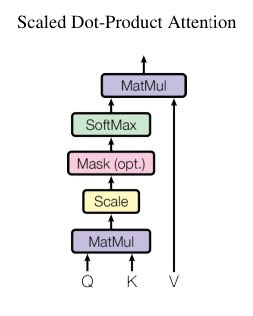 Scaled Dot-Product Attention
MatMul
SoftMax
Mask (opt.)
Scale
MatMul
Q K V